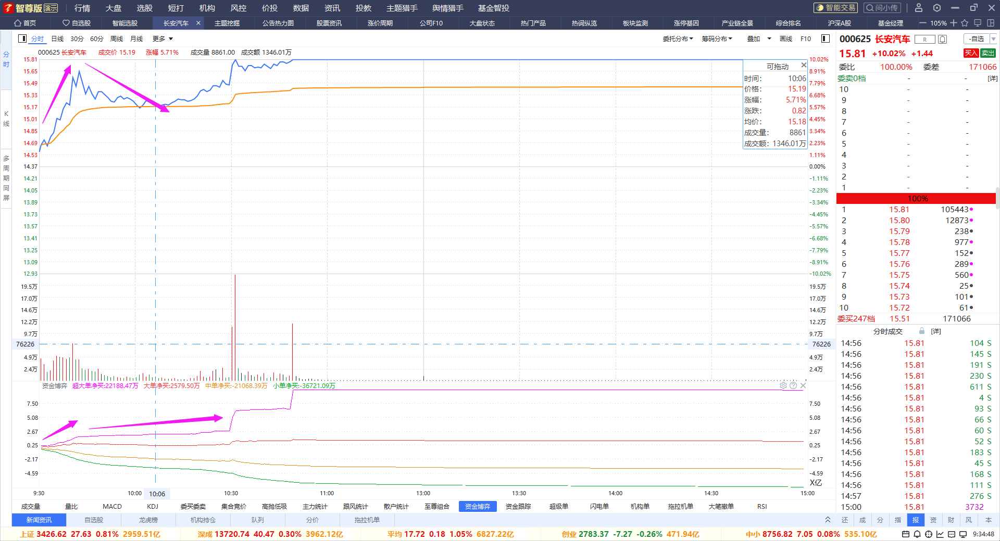 智尊版 演示 行情 大盘 选股 短打 机构 风控 价投 数据 资讯 投教 主题猎手 舆情猎手 基金智投 智能交易 问小传
首页 自选股 智能选股 长安汽车 主题挖掘 公告热力图 股票资讯 涨价周期 公司F10 大盘状态 热门产品 热词纵览 板块监测 涨停基因 产业链全景 综合排名 沪深A股 基金经理 105%
分时 日线 30分 60分 周线 月线 更多 委托分布 筹码分布 叠加 画线 F10
000625 长安汽车 R -自选
15.81 +10.02% +1.44 买入 卖出
委比 100.00% 委差 171066
委卖0档 - - [详]
10 - -
9 - -
8 - -
7 - -
6 - -
5 - -
4 - -
3 - -
2 - -
1 - -
100%
1 15.81 105443
2 15.80 12873
3 15.79 238
4 15.78 977
5 15.77 152
6 15.76 289
7 15.75 560
8 15.74 25
9 15.73 101
10 15.72 61
委买247档 15.51 171066
分时成交 [详]
14:56 15.81 104 S
14:56 15.81 145 S
14:56 15.81 191 S
14:56 15.81 230 S
14:56 15.81 611 S
14:56 15.81 4 S
14:56 15.81 93 S
14:56 15.81 66 S
14:56 15.81 60 S
14:56 15.81 52 S
14:56 15.81 183 S
14:56 15.81 45 S
14:56 15.81 168 S
14:56 15.81 111 S
14:57 15.81 276 S
15:00 15.81 3732
分时
K线
多周期同屏
000625 长安汽车 成交价 15.19 涨幅 5.71% 成交量 8861.00 成交额 1346.01万
15.81 10.02%
15.65 8.91%
15.49 7.79%
15.33 6.68%
15.17 5.57%
15.01 4.45%
14.85 3.34%
14.69 2.23%
14.53 1.11%
14.37 0.00%
14.21 -1.11%
14.05 -2.23%
13.89 -3.34%
13.73 -4.45%
13.57 -5.57%
13.41 -6.68%
13.25 -7.79%
13.09 -8.91%
12.93 -10.02%
可拖动
时间: 10:06
价格: 15.19
涨幅: 5.71%
涨跌: 0.82
均价: 15.18
成交量: 8861
成交额: 1346.01万
19.5万 19.5万
17.0万 17.0万
14.6万 14.6万
12.2万 12.2万
9.7万 9.7万
76226 76226
4.9万 4.9万
2.4万 2.4万
资金博弈 超大单净买:22188.47万 大单净买:2579.50万 中单净买:-21068.39万 小单净买:-36721.09万
7.50 7.50
5.08 5.08
2.67 2.67
0.25 0.25
-2.17 -2.17
-4.59 -4.59
X亿
9:30 10:00 10:06 10:30 11:00 13:00 13:30 14:00 14:30 15:00
成交量 量比 MACD KDJ 委买委卖 集合竞价 高抛低吸 主力统计 跟风统计 散户统计 至尊组合 资金博弈 资金跟踪 超级单 闪电单 机构单 拖拉机单 大笔撤单 RSI
新闻资讯 自选股 龙虎榜 机构持仓 队列 分价 拖拉机单 还 成 分 指 报 资 财 风 本
上证 3426.62 27.63 0.81% 2959.51亿 深成 13720.74 40.47 0.30% 3962.12亿 平均 17.72 0.18 1.05% 6827.22亿 创业 2783.37 -7.27 -0.26% 471.94亿 中小 8756.82 7.05 0.08% 535.10亿 9:34:48